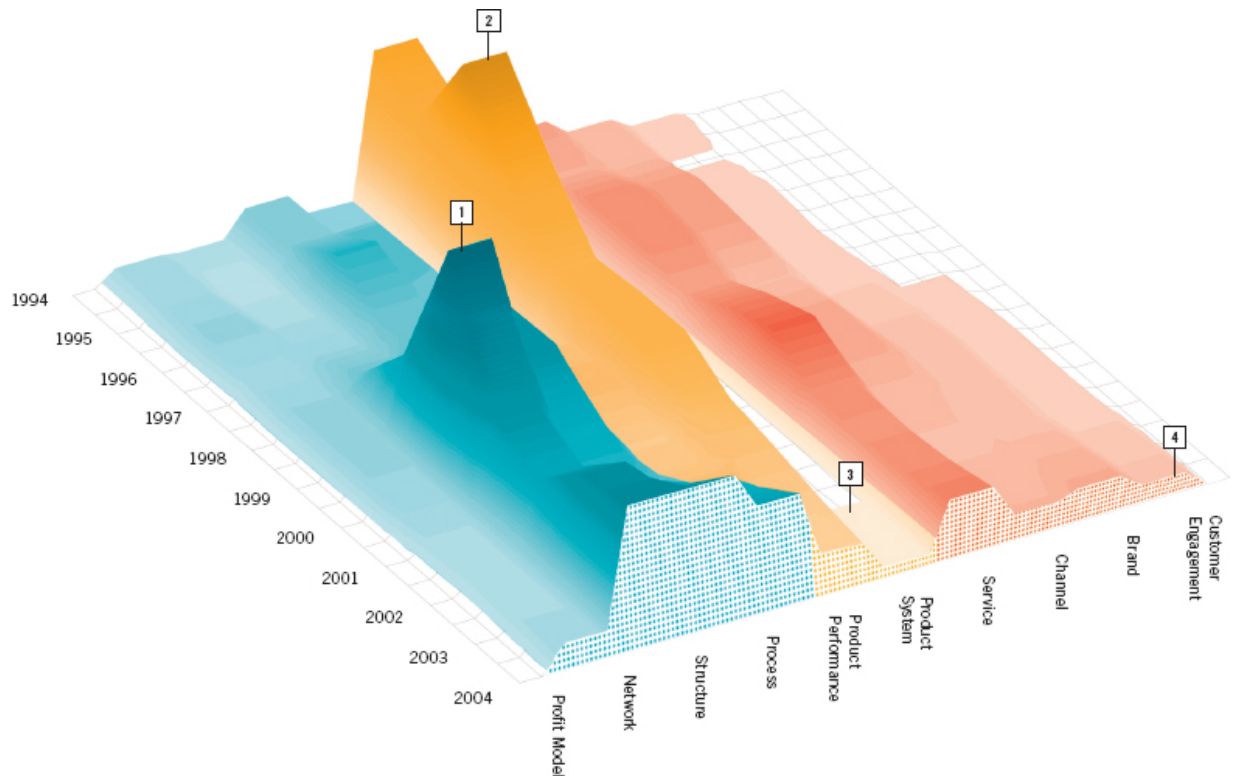 2
1
1994
1995
1996
1997
1998
1999
2000
2001
2002
2003
2004
3
4
Profit Model
Network
Structure
Process
Product
Performance
Product
System
Service
Channel
Brand
Customer
Engagement